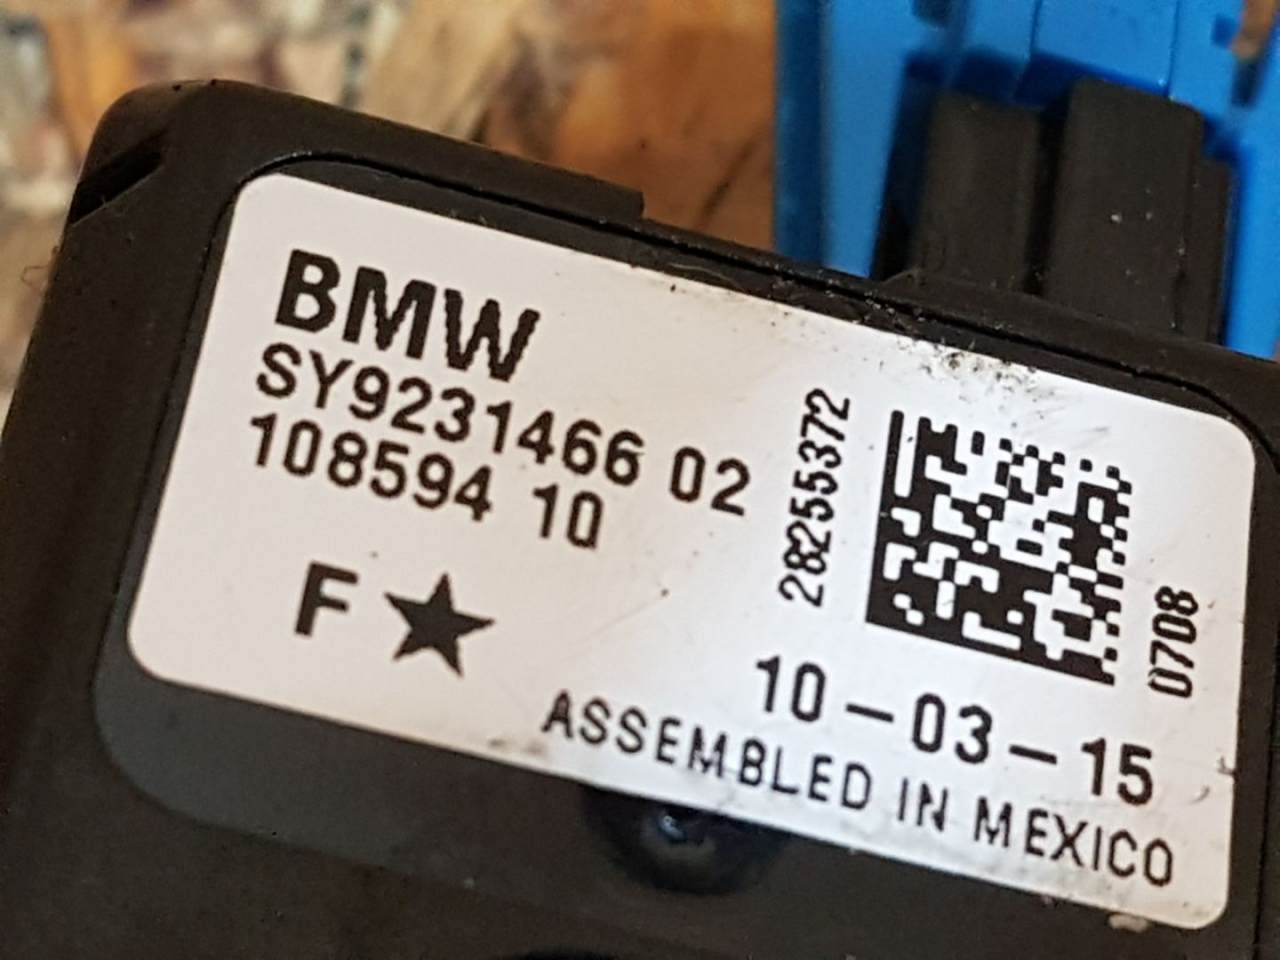 BMW
SY9231466 02
108594 10
F★
28255372
0708
10-03-15
ASSEMBLED IN MEXICO